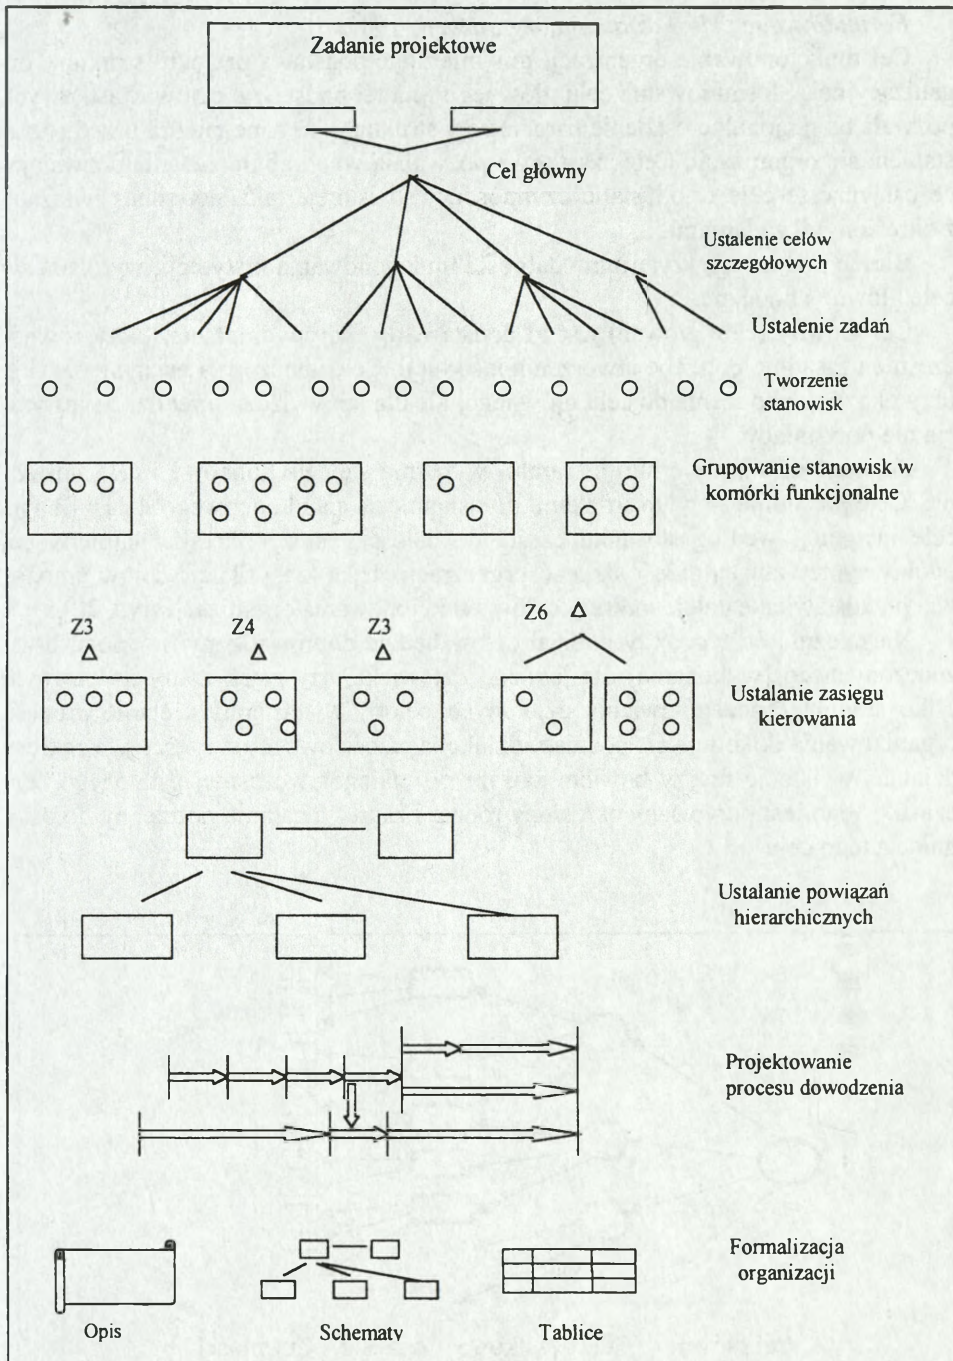 Zadanie projektowe
Cel główny
Ustalenie celów
szczegółowych
Ustalenie zadań
Tworzenie
stanowisk
Grupowanie stanowisk w
komórki funkcjonalne
Z3
Z4
Z3
Z6
Ustalanie zasięgu
kierowania
Ustalanie powiązań
hierarchicznych
Projektowanie
procesu dowodzenia
Formalizacja
organizacji
Opis
Schematy
Tablice